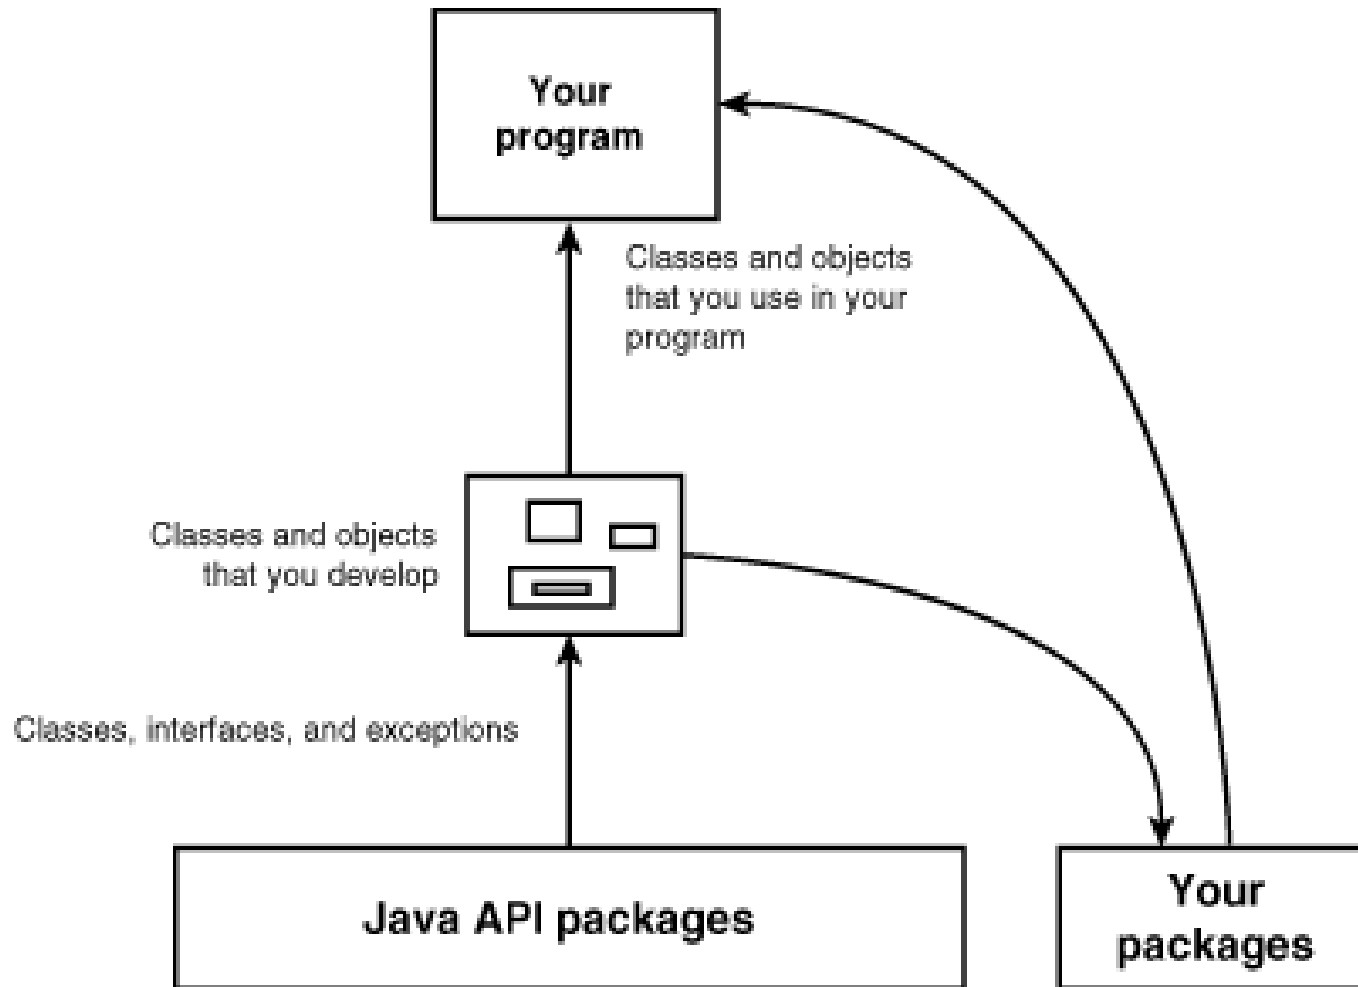 Your
program
Classes and objects
that you use in your
program
Classes and objects
that you develop
Classes, interfaces, and exceptions
Java API packages
Your
packages